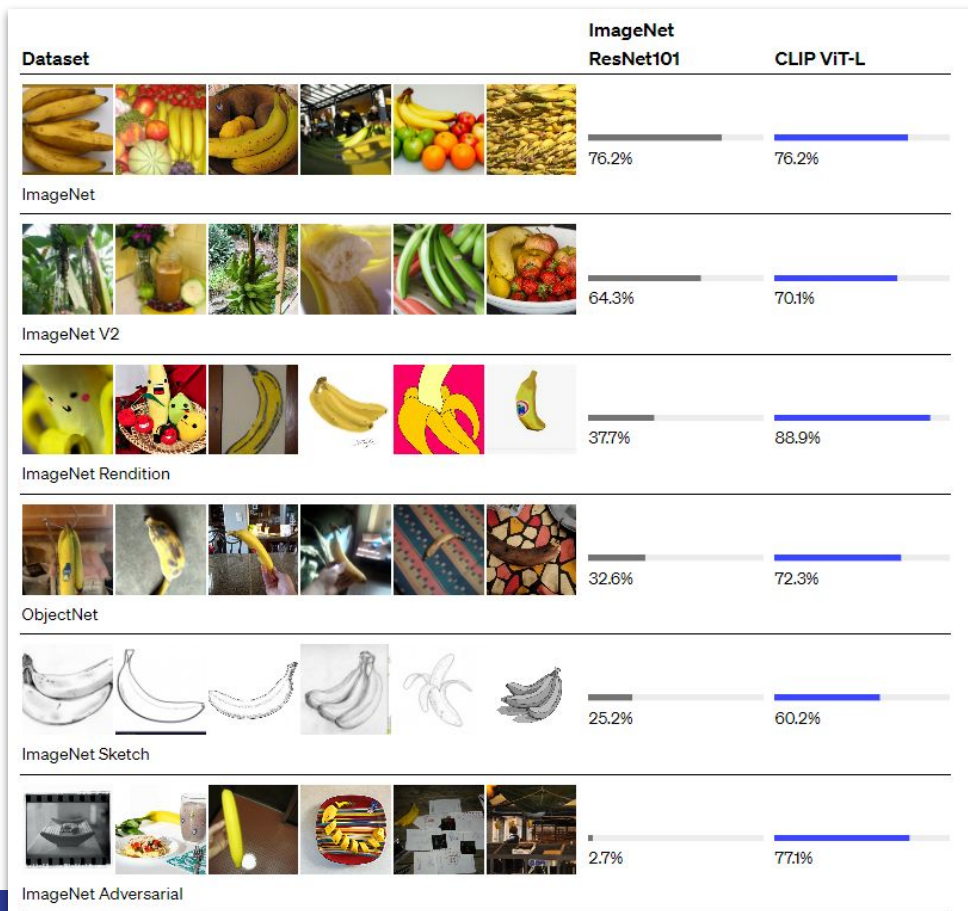 ImageNet
Dataset ResNet101 CLIP ViT-L
76.2% 76.2%
ImageNet
64.3% 70.1%
ImageNet V2
37.7% 88.9%
ImageNet Rendition
32.6% 72.3%
ObjectNet
25.2% 60.2%
ImageNet Sketch
2.7% 77.1%
ImageNet Adversarial